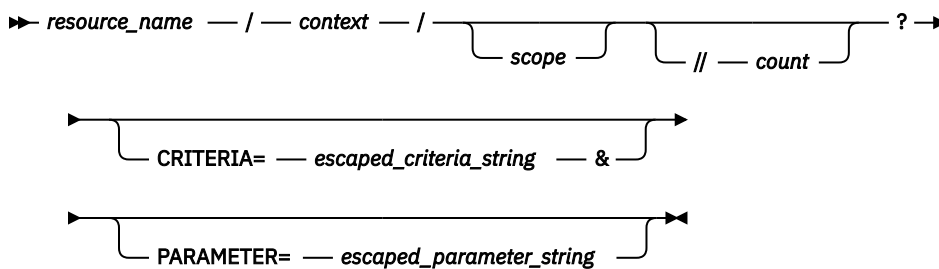 resource_name / context / ?
scope // count
CRITERIA= escaped_criteria_string &
PARAMETER= escaped_parameter_string